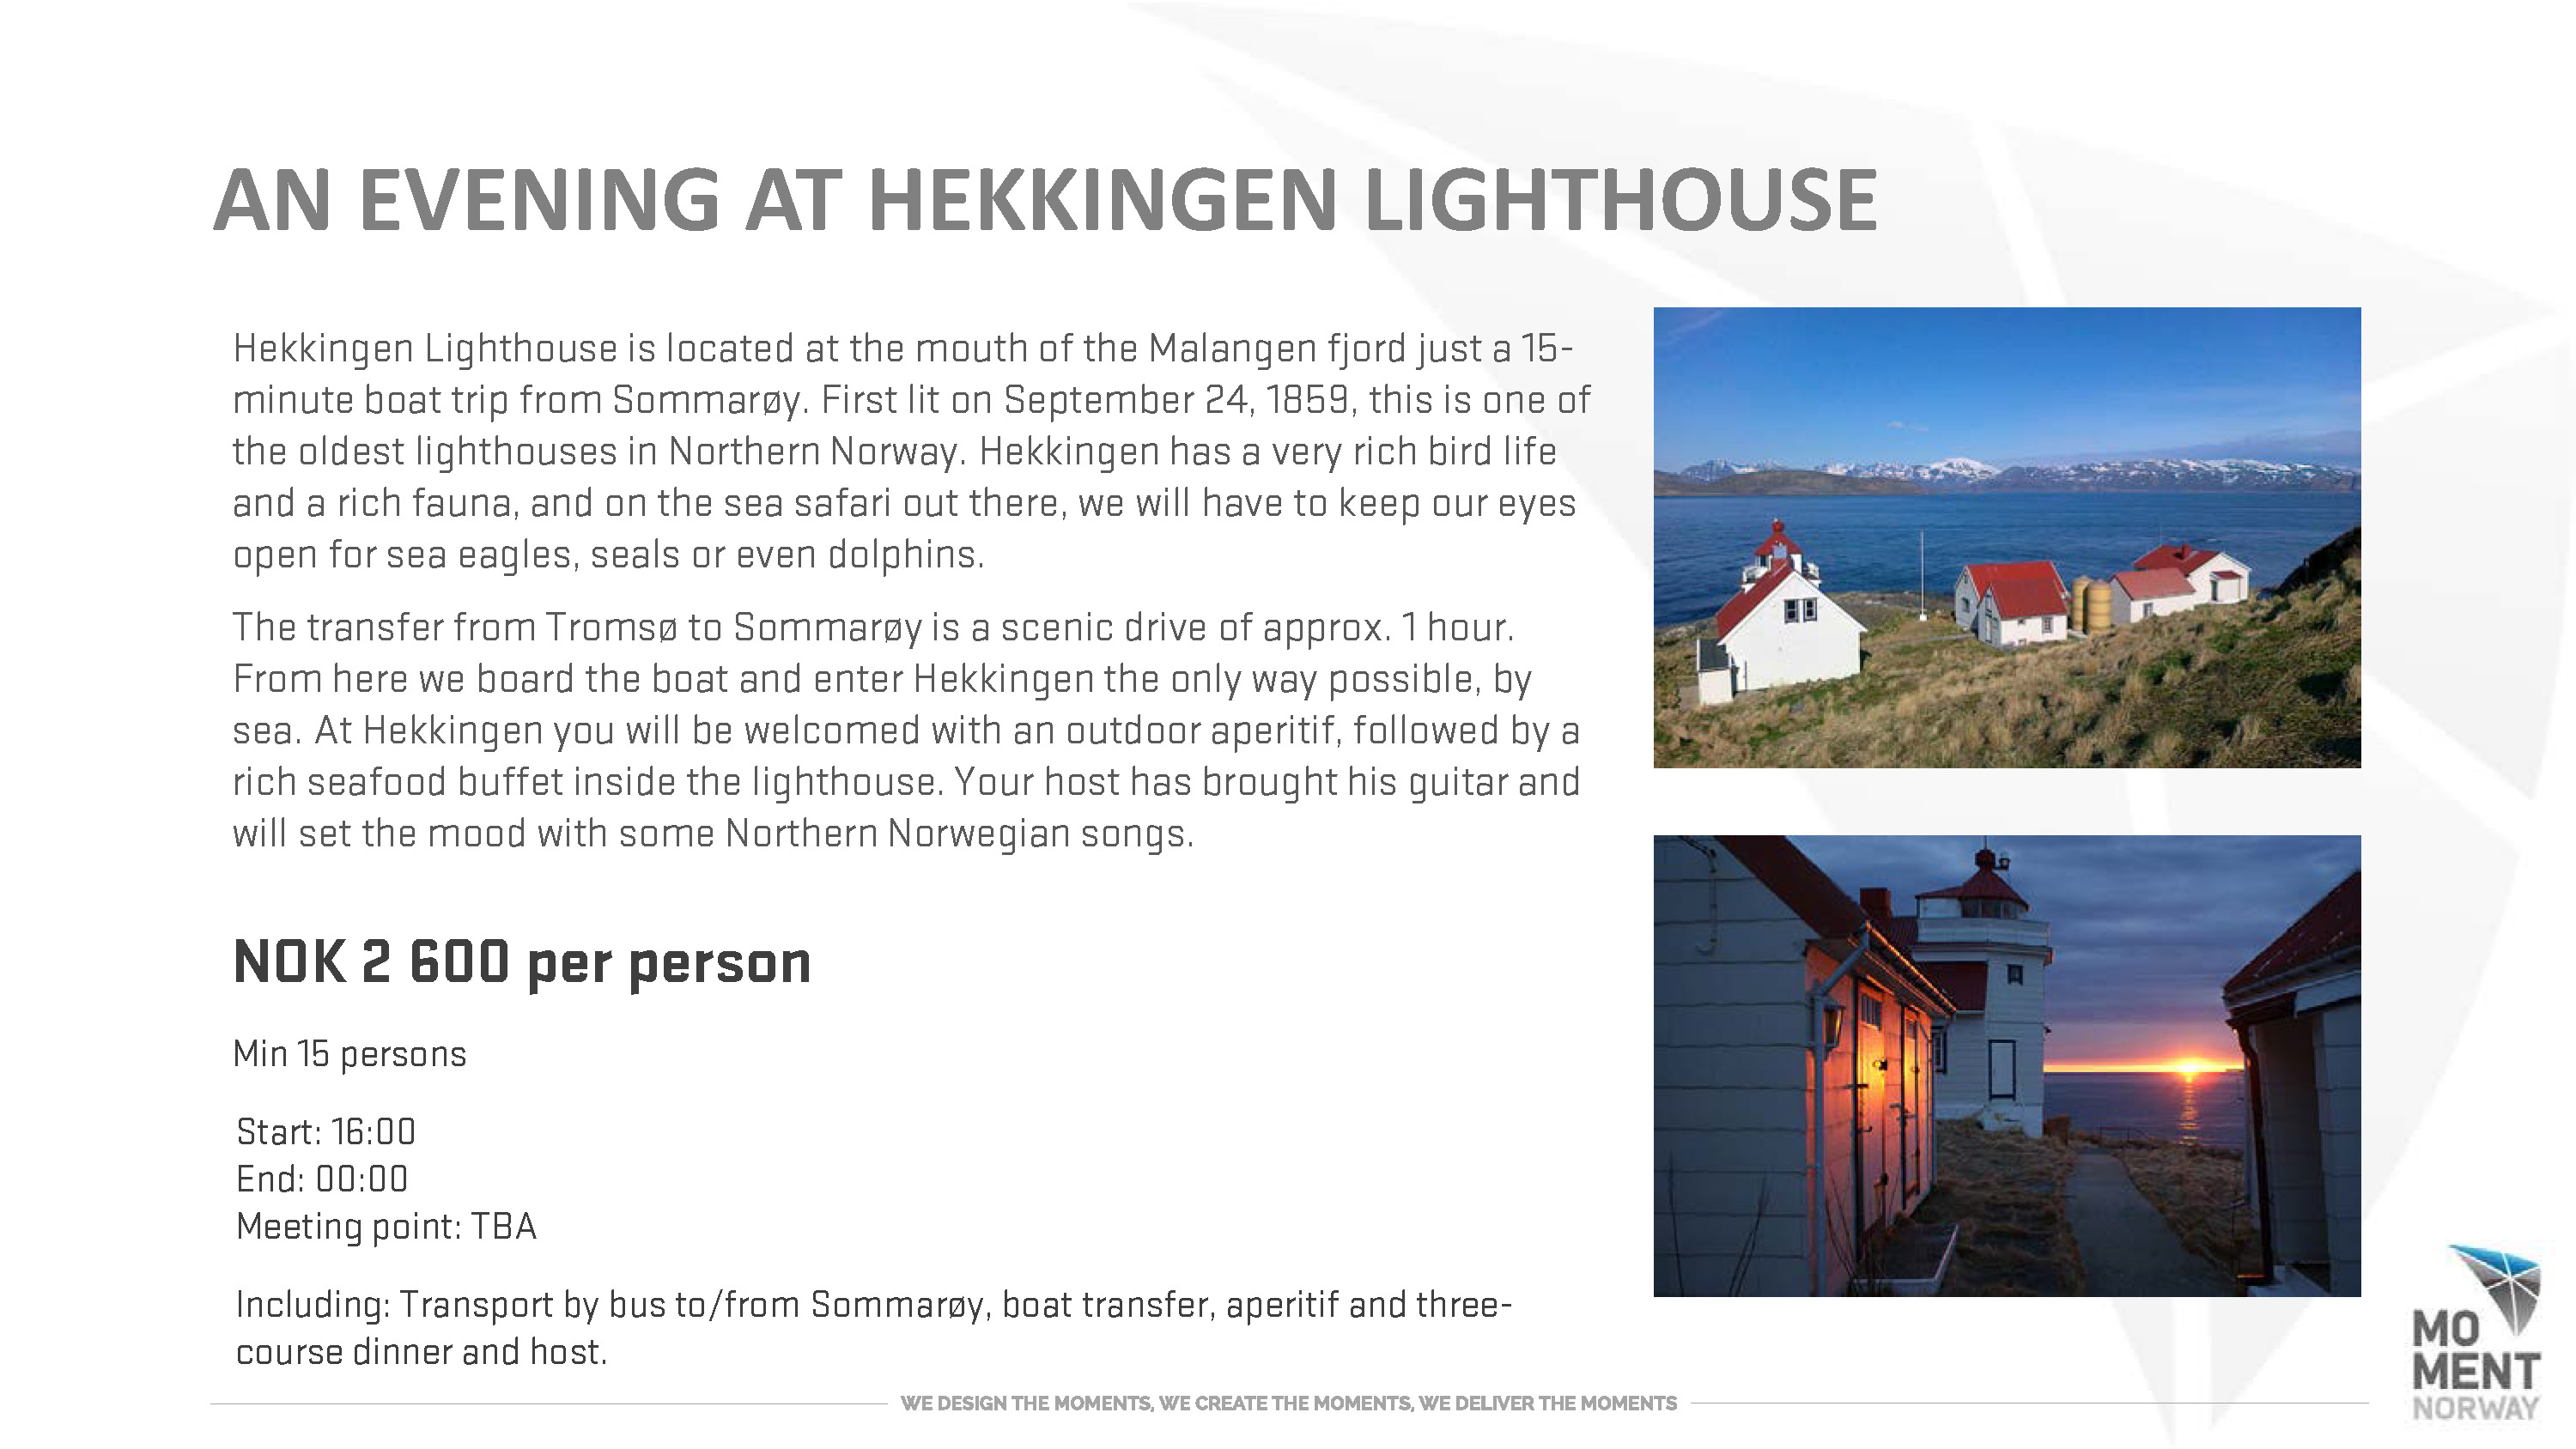 AN EVENING AT HEKKINGEN LIGHTHOUSE
Hekkingen Lighthouse is located at the mouth of the Malangen fjord just a 15-
minute boat trip from Sommarøy. First lit on September 24, 1859, this is one of
the oldest lighthouses in Northern Norway. Hekkingen has a very rich bird life
and a rich fauna, and on the sea safari out there, we will have to keep our eyes
open for sea eagles, seals or even dolphins.
The transfer from Tromsø to Sommarøy is a scenic drive of approx. 1 hour.
From here we board the boat and enter Hekkingen the only way possible, by
sea. At Hekkingen you will be welcomed with an outdoor aperitif, followed by a
rich seafood buffet inside the lighthouse. Your host has brought his guitar and
will set the mood with some Northern Norwegian songs.
NOK 2 600 per person
Min 15 persons
Start: 16:00
End: 00:00
Meeting point: TBA
Including: Transport by bus to/from Sommarøy, boat transfer, aperitif and three-
course dinner and host.
WE DESIGN THE MOMENTS, WE CREATE THE MOMENTS, WE DELIVER THE MOMENTS
MO
MENT
NORWAY